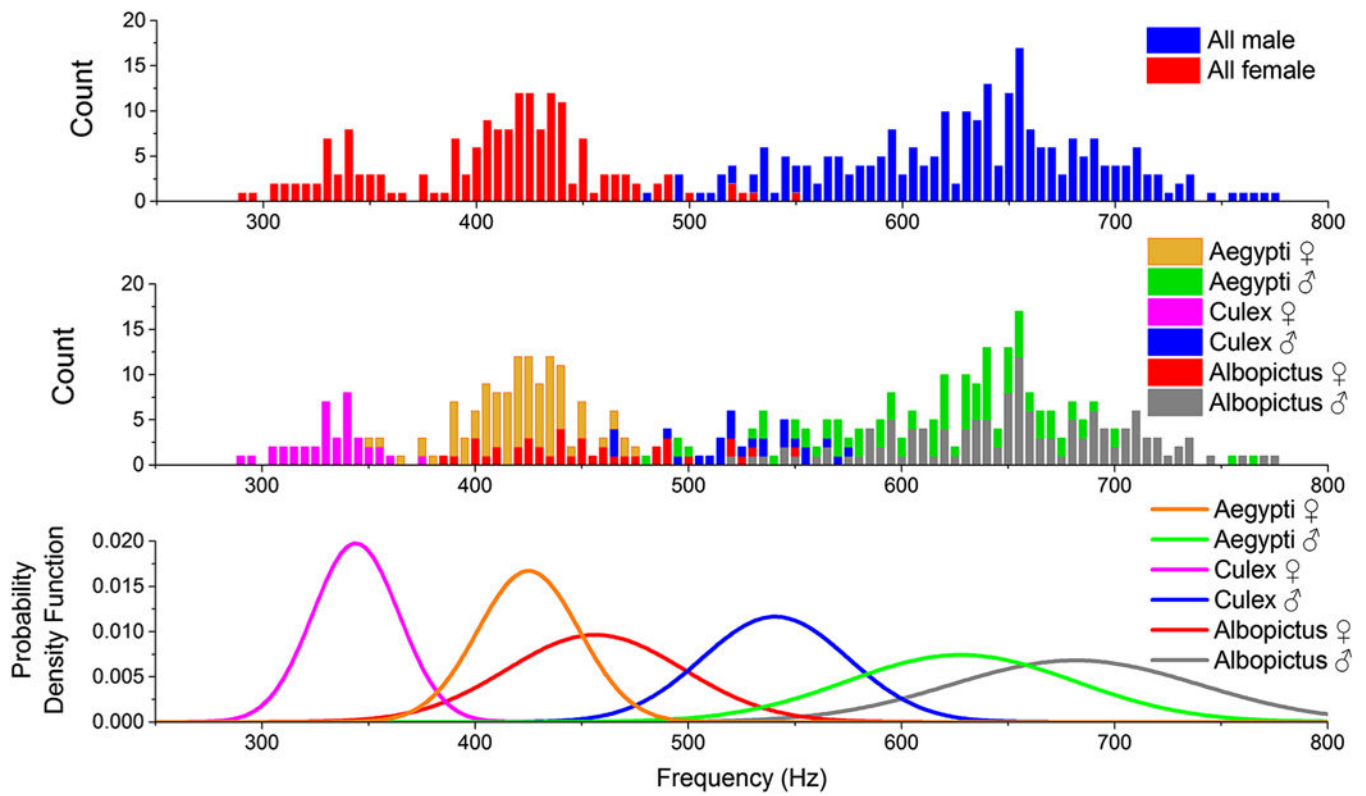 20
15
10
5
0
Count
All male
All female
300 400 500 600 700 800
20
15
10
5
0
Count
Aegypti ♀
Aegypti ♂
Culex ♀
Culex ♂
Albopictus ♀
Albopictus ♂
300 400 500 600 700 800
0.020
0.015
0.010
0.005
0.000
Probability
Density Function
Aegypti ♀
Aegypti ♂
Culex ♀
Culex ♂
Albopictus ♀
Albopictus ♂
300 400 500 600 700 800
Frequency (Hz)